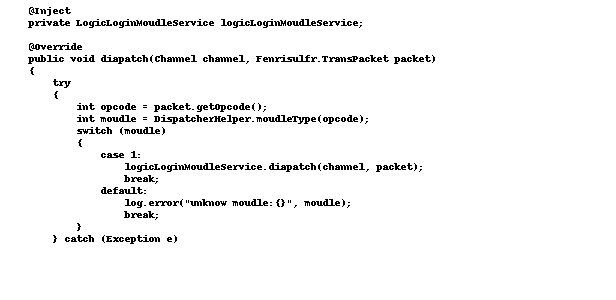 @Inject
private LogicLoginMoudleService logicLoginMoudleService;
@Override
public void diapatch(Channel channel, Fenrisulfr.TransPacket packet)
{
try
{
int opcode = packet.getOpcode();
int moudle = DispatcherHelper.moudleType(opcode);
switch (moudle)
{
case 1:
logicLoginMoudleService.diapatch(channel, packet);
break;
default:
log.error("unknow moudle:{}", moudle);
break;
}
} catch (Exception e)